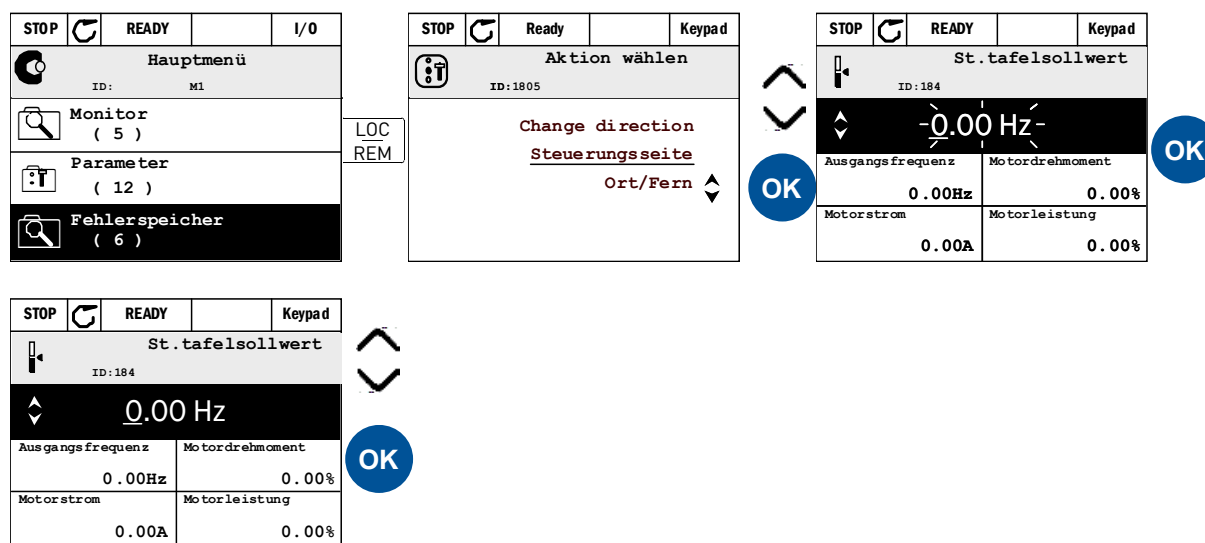 STOP READY I/O
Hauptmenü
ID: M1
Monitor
( 5 )
Parameter
( 12 )
Fehlerspeicher
( 6 )
LOC
REM
STOP Ready Keypad
Aktion wählen
ID:1805
Change direction
Steuerungsseite
Ort/Fern
OK
STOP READY Keypad
St.tafelsollwert
ID:184
0.00 Hz
Ausgangsfrequenz Motordrehmoment
0.00Hz 0.00%
Motorstrom Motorleistung
0.00A 0.00%
OK
STOP READY Keypad
St.tafelsollwert
ID:184
0.00 Hz
Ausgangsfrequenz Motordrehmoment
0.00Hz 0.00%
Motorstrom Motorleistung
0.00A 0.00%
OK